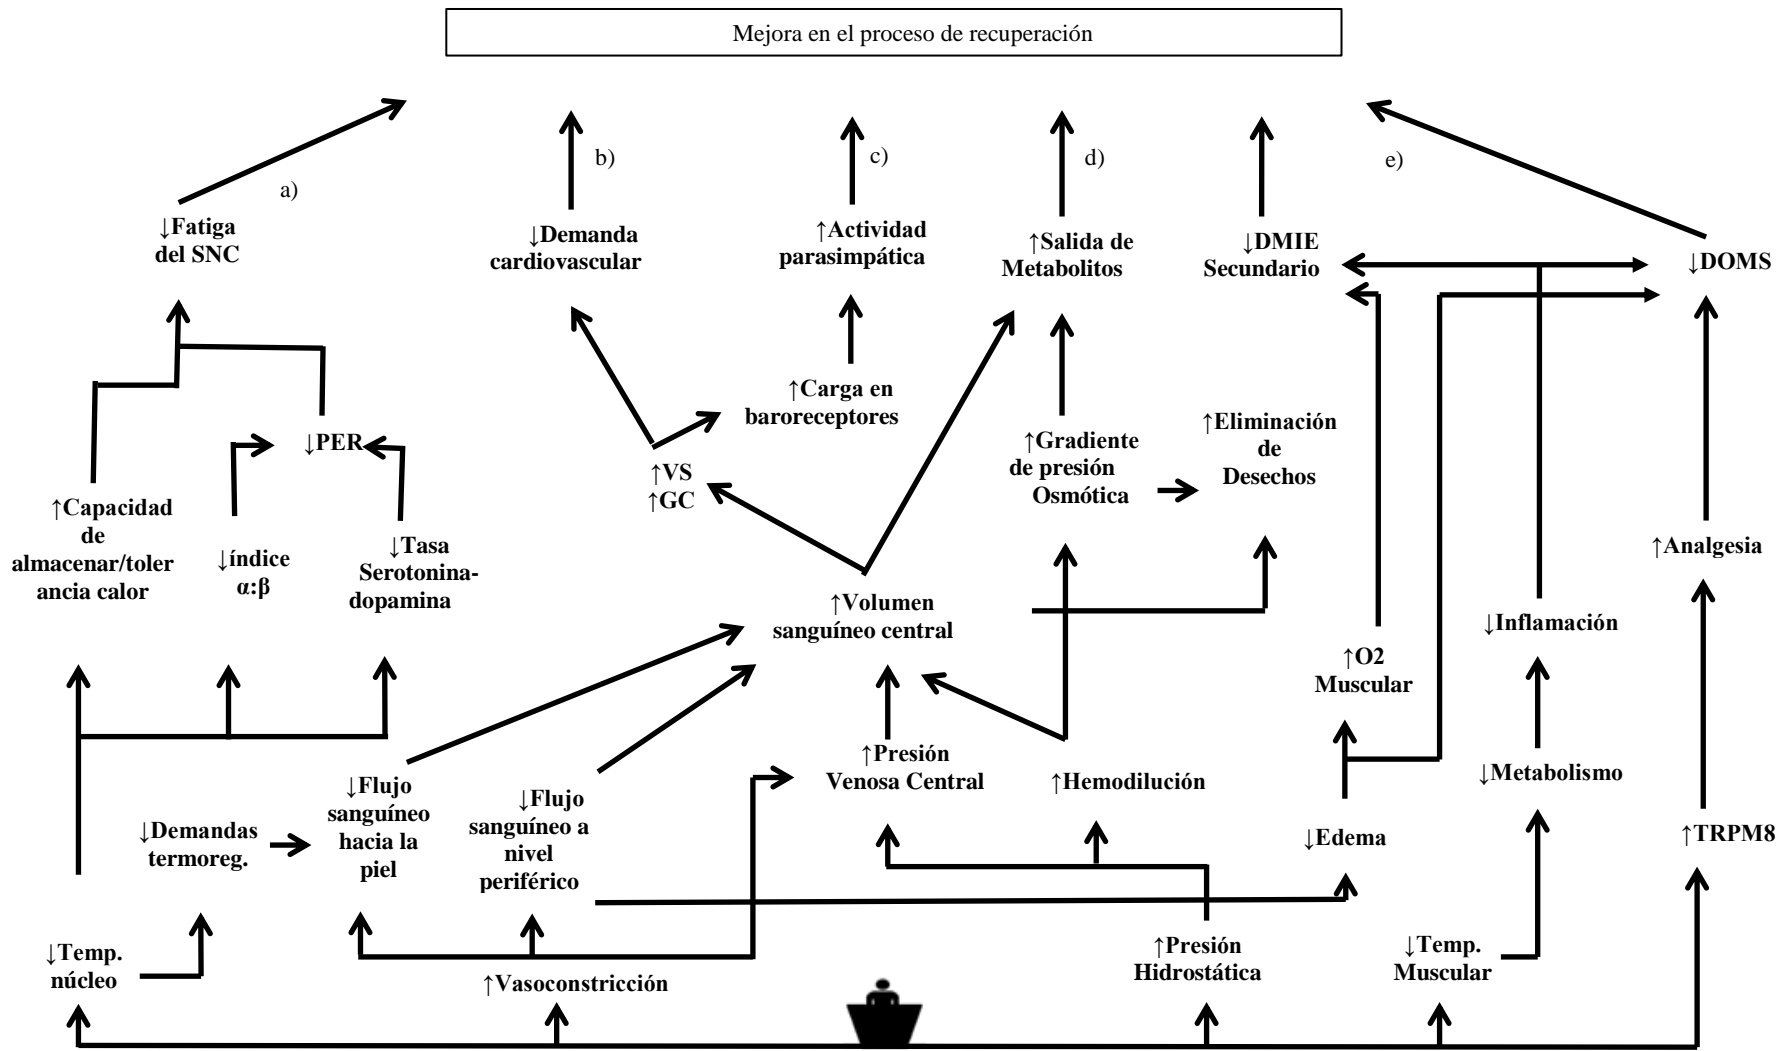 Mejora en el proceso de recuperación
a)
b)
c)
d)
e)
↓Fatiga
del SNC
↓Demanda
cardiovascular
↑Actividad
parasimpática
↑Salida de
Metabolitos
↓DMIE
Secundario
↓DOMS
↑Carga en
baroreceptores
↓PER
↑VS
↑GC
↑Gradiente
de presión
Osmótica
↑Eliminación
de
Desechos
↑Capacidad
de
almacenar/toler
ancia calor
↓índice
α:β
↓Tasa
Serotonina-
dopamina
↑Analgesia
↑Volumen
sanguíneo central
↓Inflamación
↑O2
Muscular
↑Presión
Venosa Central
↑Hemodilución
↓Metabolismo
↓Flujo
sanguíneo
hacia la
piel
↓Flujo
sanguíneo a
nivel
periférico
↓Demandas
termoreg.
↓Edema
↑TRPM8
↓Temp.
núcleo
↑Vasoconstricción
↑Presión
Hidrostática
↓Temp.
Muscular